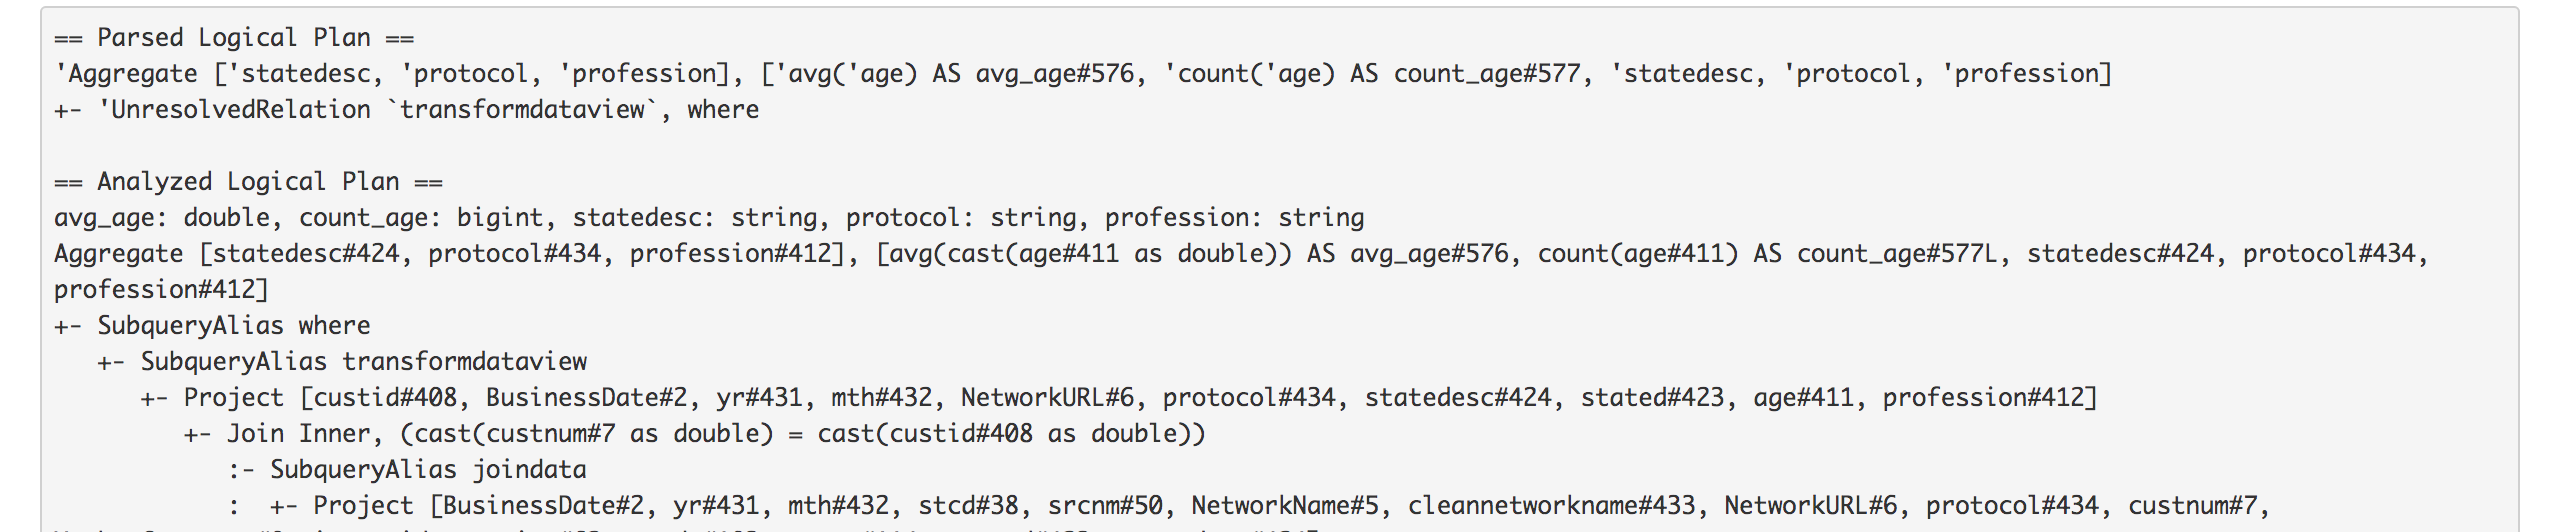 == Parsed Logical Plan ==
'Aggregate ['statedesc, 'protocol, 'profession], ['avg('age) AS avg_age#576, 'count('age) AS count_age#577, 'statedesc, 'protocol, 'profession]
+- 'UnresolvedRelation `transformdataview`, where
== Analyzed Logical Plan ==
avg_age: double, count_age: bigint, statedesc: string, protocol: string, profession: string
Aggregate [statedesc#424, protocol#434, profession#412], [avg(cast(age#411 as double)) AS avg_age#576, count(age#411) AS count_age#577L, statedesc#424, protocol#434,
profession#412]
+- SubqueryAlias where
+- SubqueryAlias transformdataview
+- Project [custid#408, BusinessDate#2, yr#431, mth#432, NetworkURL#6, protocol#434, statedesc#424, stated#423, age#411, profession#412]
+- Join Inner, (cast(custnum#7 as double) = cast(custid#408 as double))
:- SubqueryAlias joindata
: +- Project [BusinessDate#2, yr#431, mth#432, stcd#38, srcnm#50, NetworkName#5, cleannetworkname#433, NetworkURL#6, protocol#434, custnum#7,